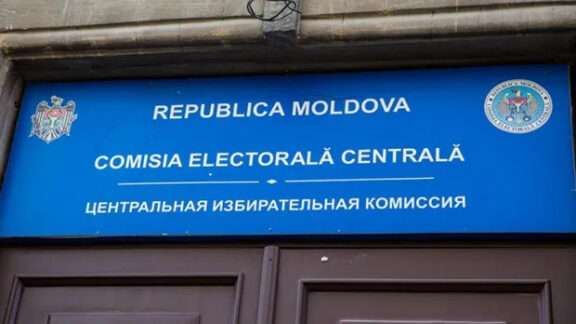 REPUBLICA MOLDOVA
COMISIA ELECTORALĂ CENTRALĂ
ЦЕНТРАЛЬНАЯ ИЗБИРАТЕЛЬНАЯ КОМИССИЯ